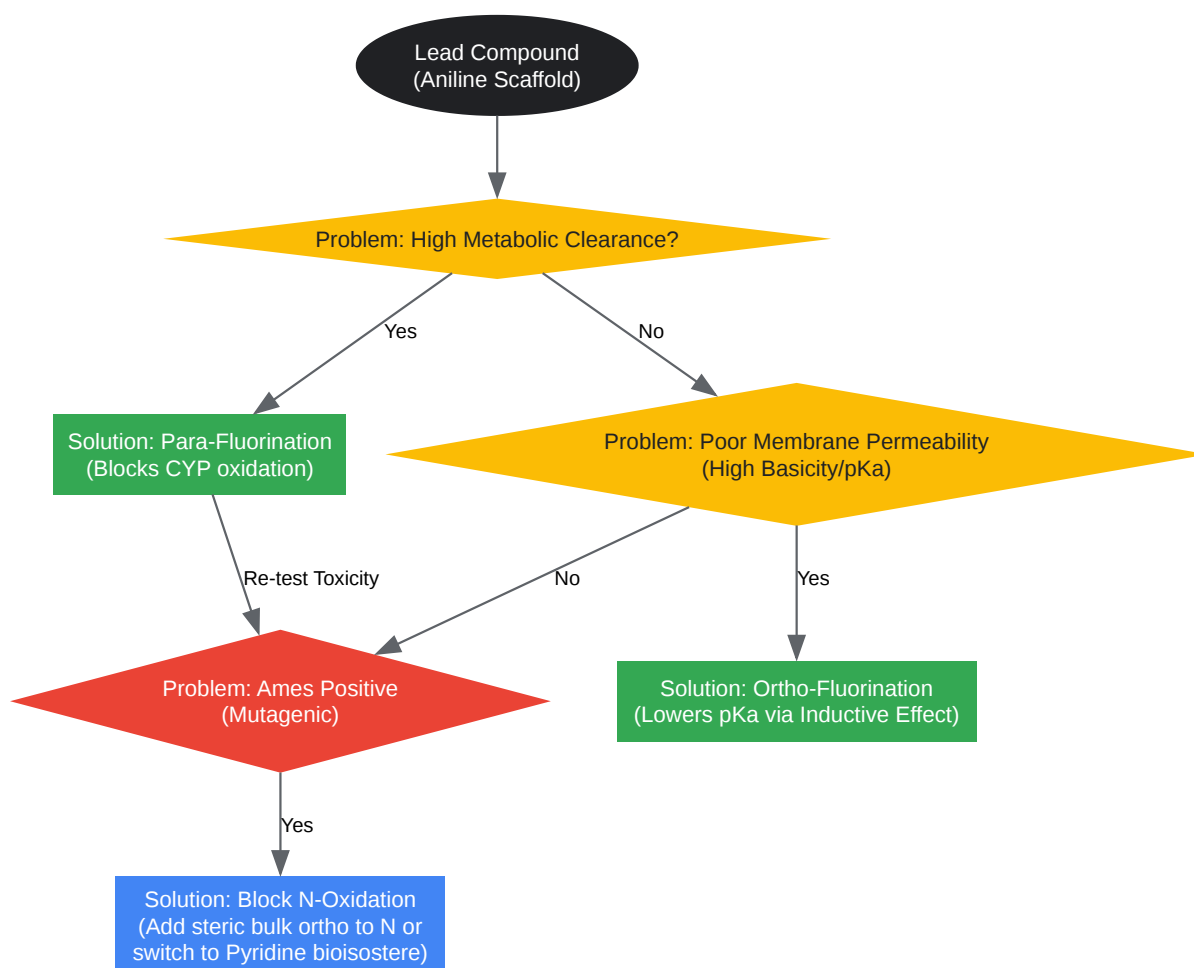 Lead Compound
(Aniline Scaffold)
Problem: High Metabolic Clearance?
Yes
No
Solution: Para-Fluorination
(Blocks CYP oxidation)
Problem: Poor Membrane Permeability
(High Basicity/pKa)
Re-test Toxicity
No
Yes
Problem: Ames Positive
(Mutagenic)
Solution: Ortho-Fluorination
(Lowers pKa via Inductive Effect)
Yes
Solution: Block N-Oxidation
(Add steric bulk ortho to N or
switch to Pyridine bioisostere)